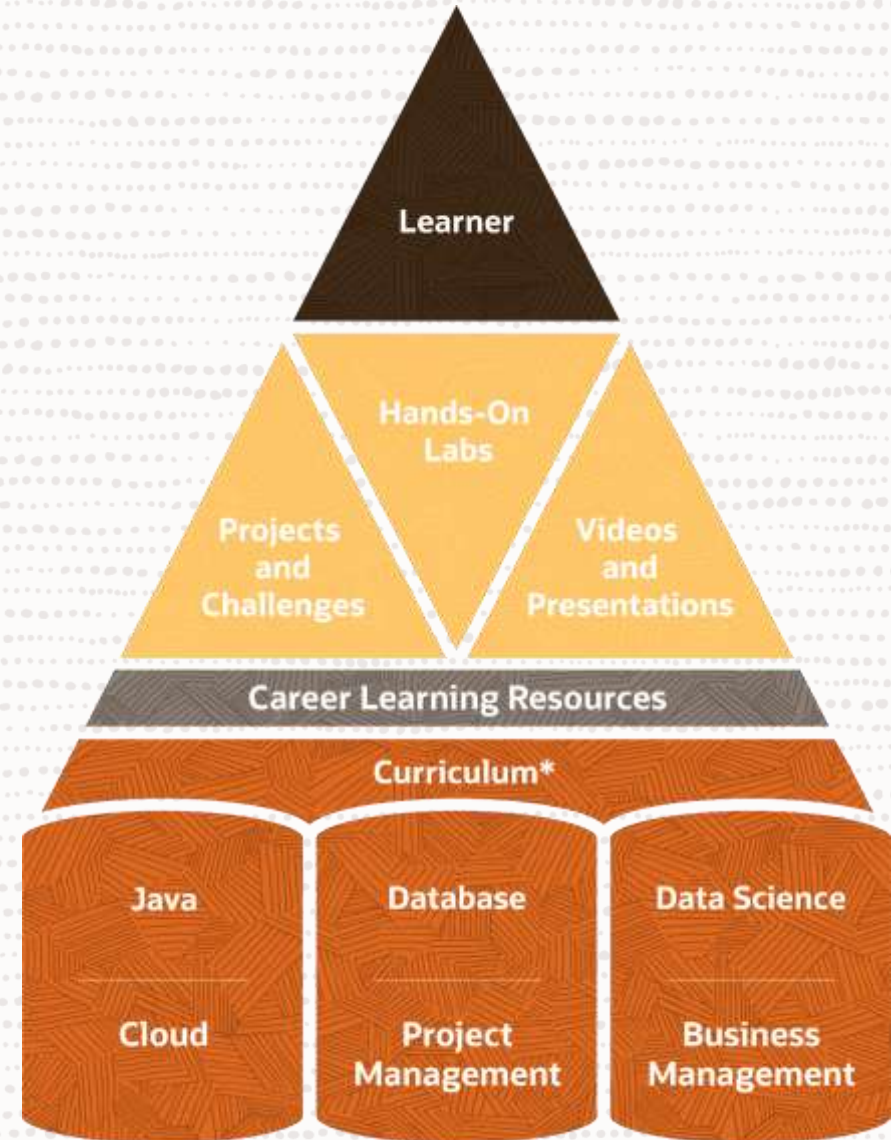 Learner
Hands-On
Labs
Projects
and
Challenges
Videos
and
Presentations
Career Learning Resources
Curriculum*
Java
Database
Data Science
Cloud
Project
Management
Business
Management